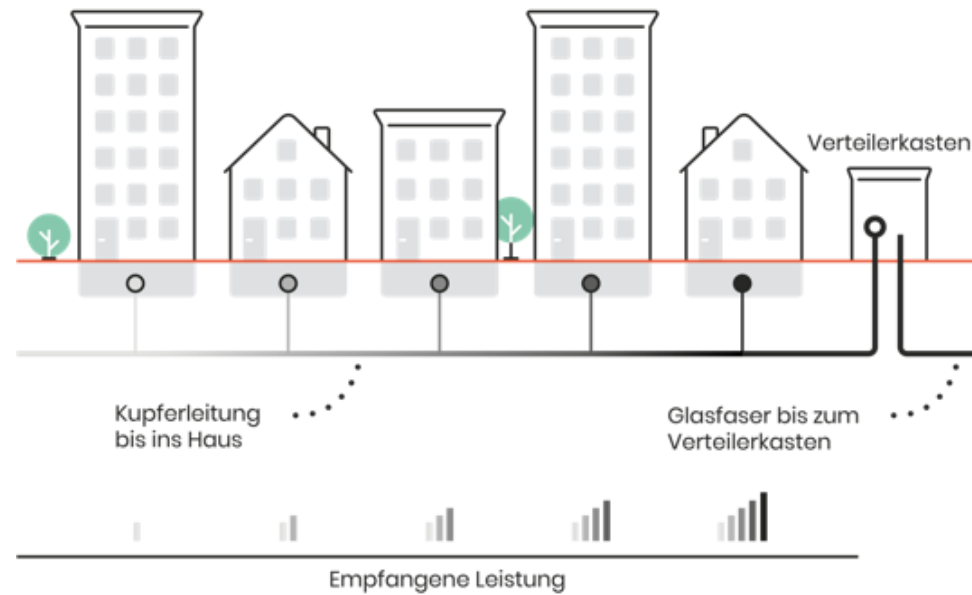 Verteilerkasten
Kupferleitung
bis ins Haus
Glasfaser bis zum
Verteilerkasten
Empfangene Leistung